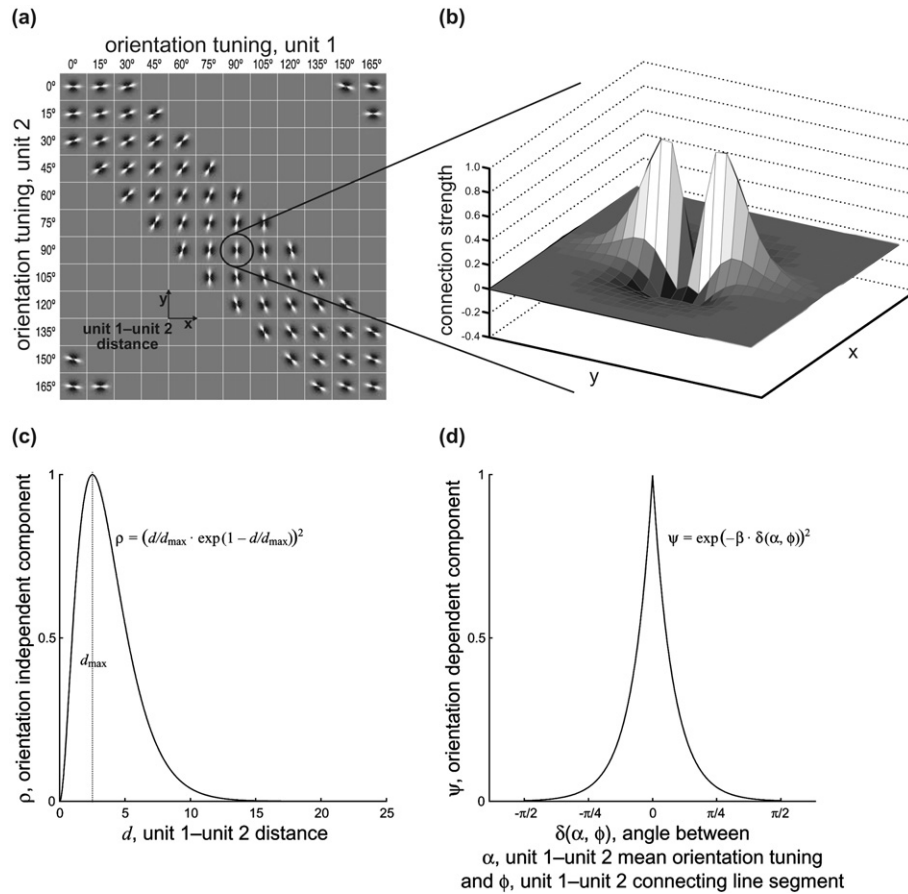 (a)
orientation tuning, unit 1
0° 15° 30° 45° 60° 75° 90° 105° 120° 135° 150° 165°
orientation tuning, unit 2
0°
15°
30°
45°
60°
75°
90°
105°
120°
135°
150°
165°
y
x
unit 1–unit 2
distance
(b)
connection strength
1.0
0.8
0.6
0.4
0.2
0
-0.2
-0.4
y
x
(c)
ρ, orientation independent component
1
0.5
0
ρ = (d/dmax · exp(1 – d/dmax))²
dmax
0 5 10 15 20 25
d, unit 1–unit 2 distance
(d)
ψ, orientation dependent component
1
0.5
0
ψ = exp(–β · δ(α, ϕ))²
-π/2 -π/4 0 π/4 π/2
δ(α, ϕ), angle between
α, unit 1–unit 2 mean orientation tuning
and ϕ, unit 1–unit 2 connecting line segment